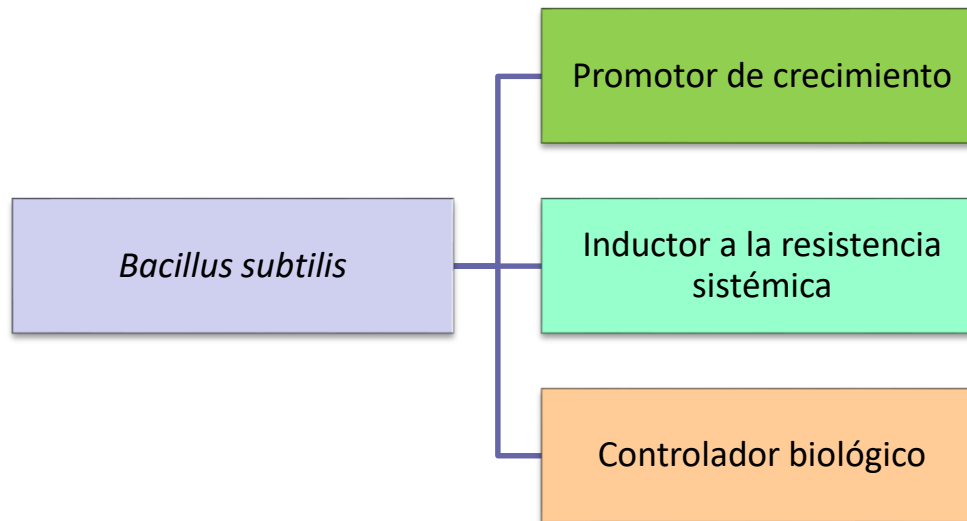 Promotor de crecimiento
Bacillus subtilis
Inductor a la resistencia
sistémica
Controlador biológico